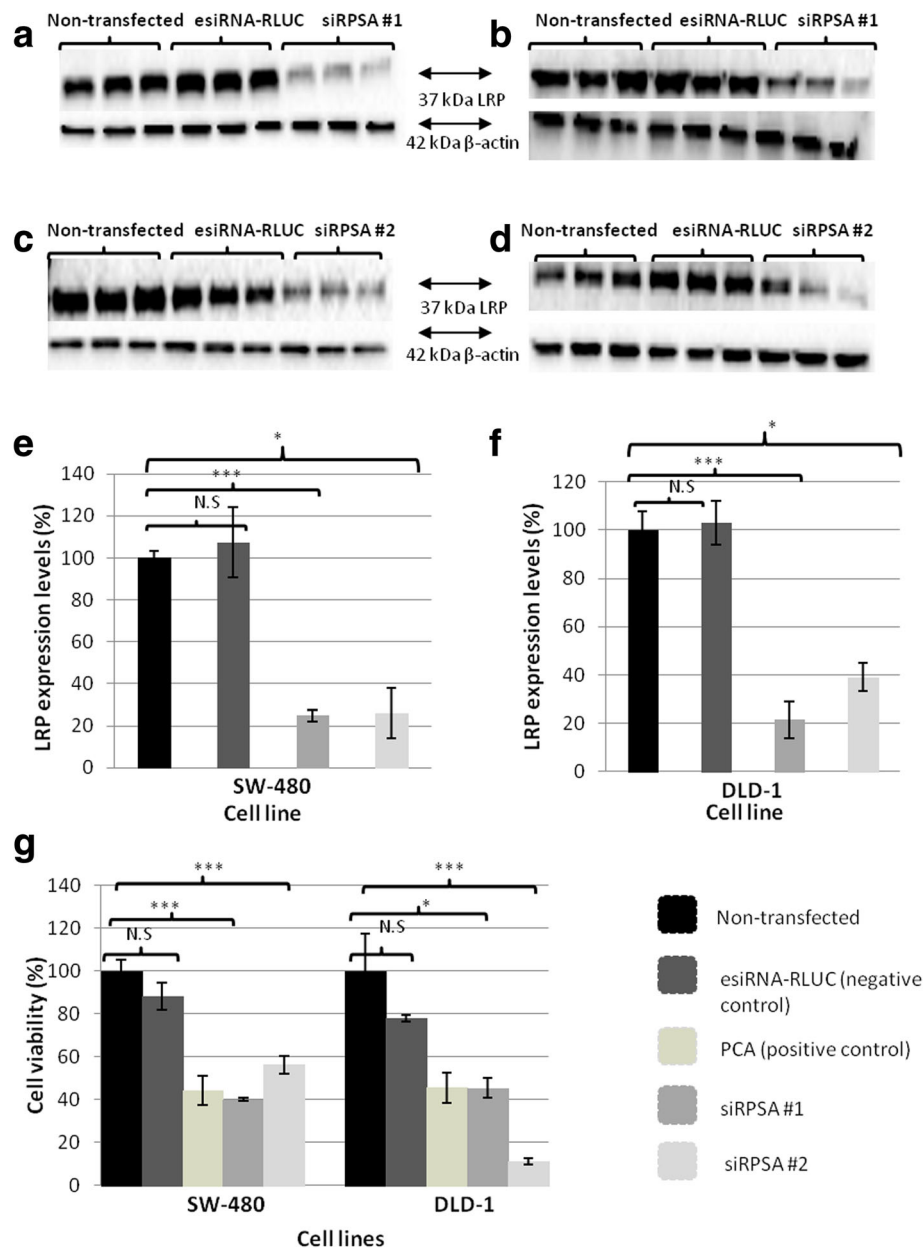 a
Non-transfected esiRNA-RLUC siRPSA #1
b
Non-transfected esiRNA-RLUC siRPSA #1
37 kDa LRP
42 kDa β-actin
c
Non-transfected esiRNA-RLUC siRPSA #2
d
Non-transfected esiRNA-RLUC siRPSA #2
37 kDa LRP
42 kDa β-actin
e
*
***
N.S
LRP expression levels (%)
140
120
100
80
60
40
20
0
SW-480
Cell line
f
*
***
N.S
LRP expression levels (%)
120
100
80
60
40
20
0
DLD-1
Cell line
g
***
***
N.S
***
*
N.S
Cell viability (%)
140
120
100
80
60
40
20
0
SW-480 DLD-1
Cell lines
Non-transfected
esiRNA-RLUC (negative
control)
PCA (positive control)
siRPSA #1
siRPSA #2